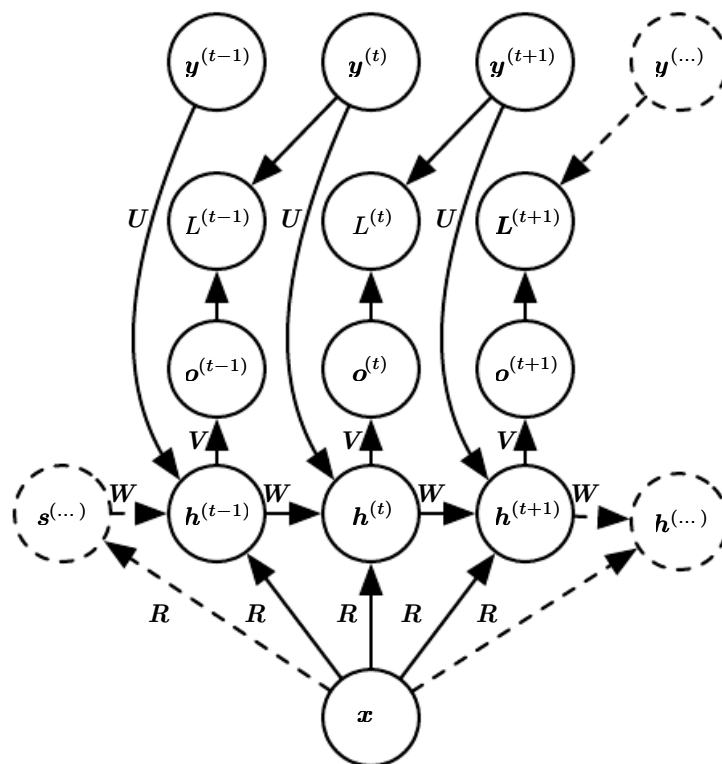 y^(t−1) y^(t) y^(t+1) y^(...)
U L^(t−1) U L^(t) U L^(t+1)
o^(t−1) o^(t) o^(t+1)
V V V
W W W W
s^(...) h^(t−1) h^(t) h^(t+1) h^(...)
R R R R R
x